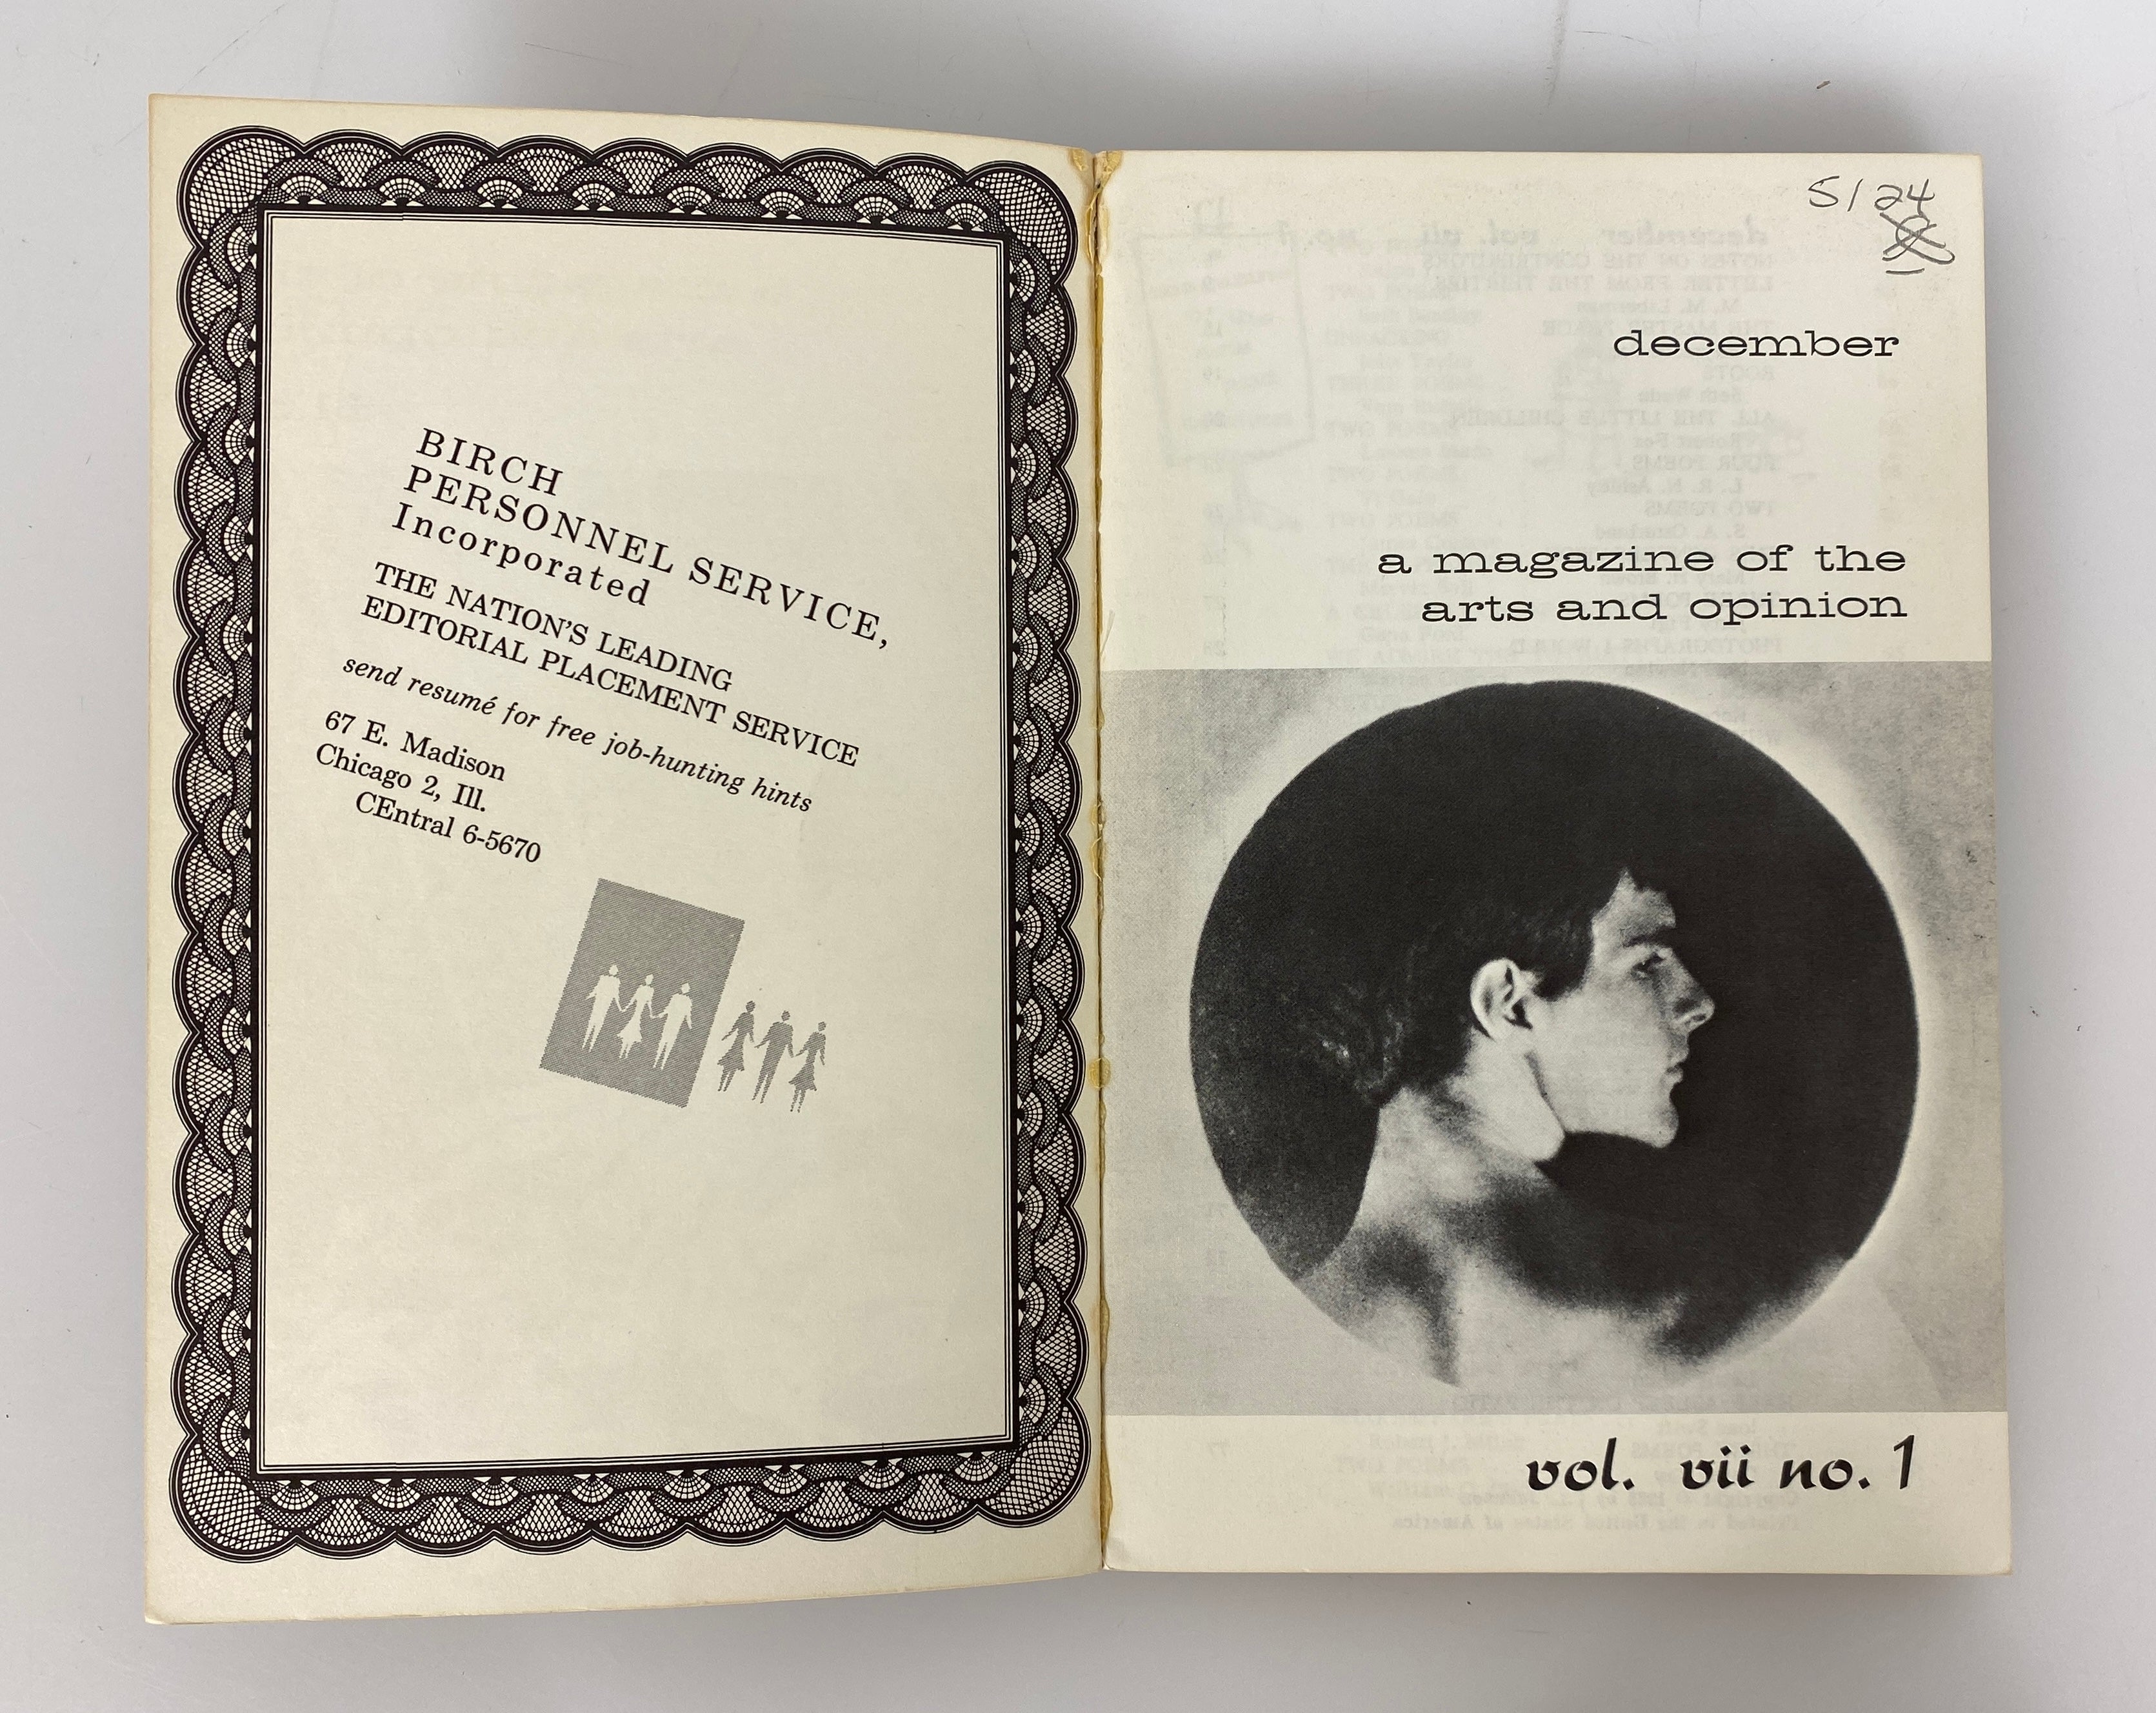 BIRCH
PERSONNEL SERVICE,
Incorporated
THE NATION'S LEADING
EDITORIAL PLACEMENT SERVICE
send resumé for free job-hunting hints
67 E. Madison
Chicago 2, Ill.
CEntral 6-5670
5/24
december
a magazine of the
arts and opinion
vol. vii no. 1